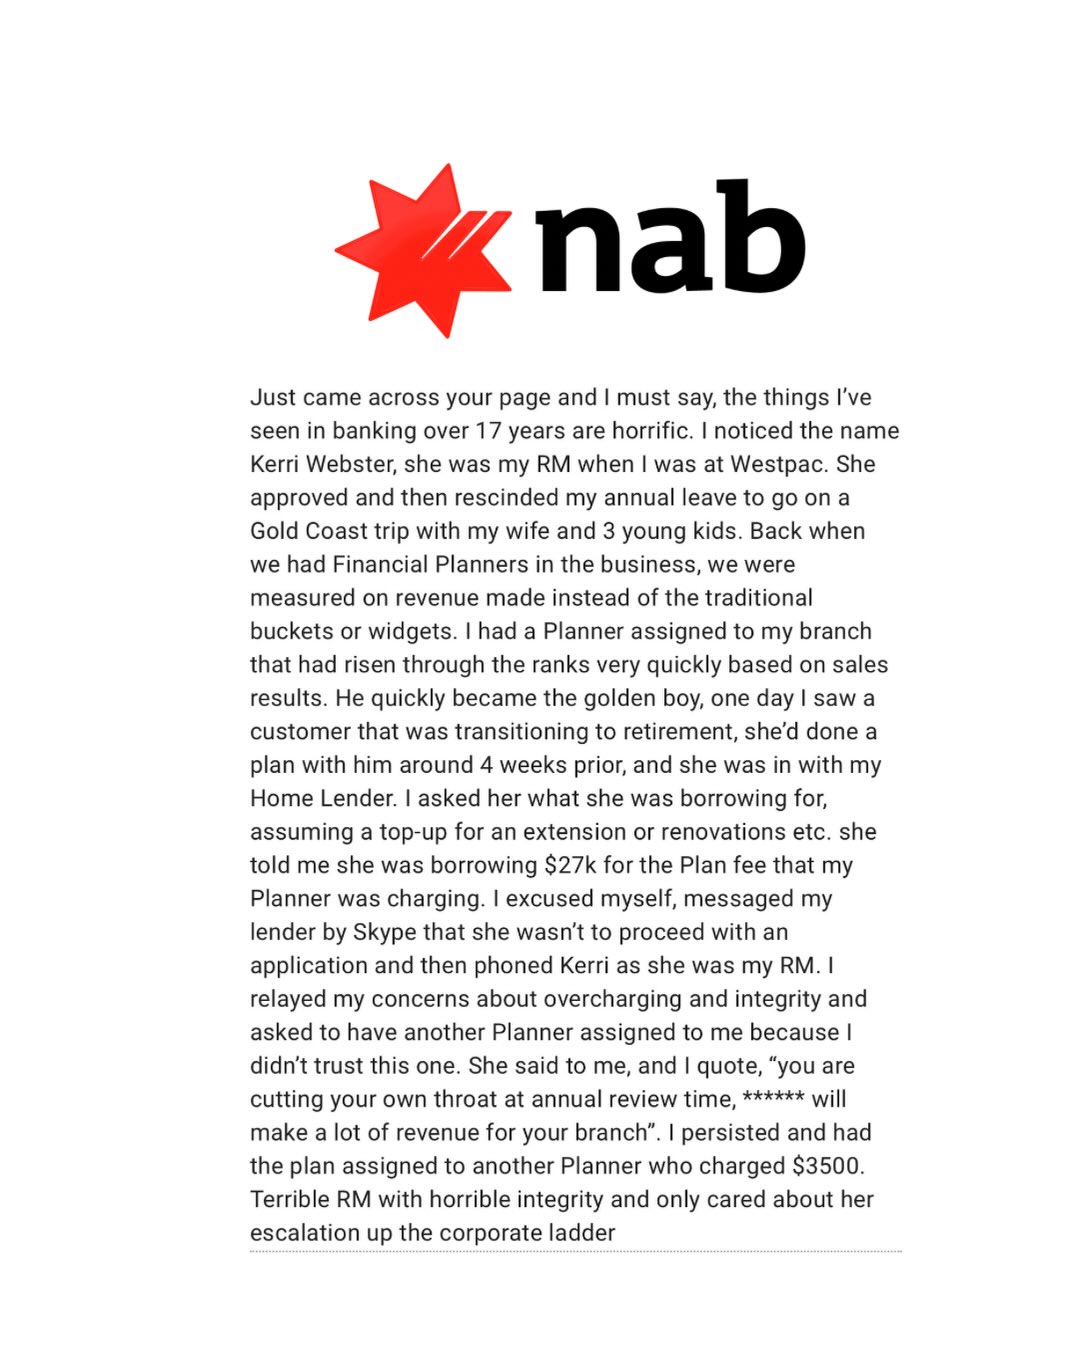 nab
Just came across your page and I must say, the things I’ve
seen in banking over 17 years are horrific. I noticed the name
Kerri Webster, she was my RM when I was at Westpac. She
approved and then rescinded my annual leave to go on a
Gold Coast trip with my wife and 3 young kids. Back when
we had Financial Planners in the business, we were
measured on revenue made instead of the traditional
buckets or widgets. I had a Planner assigned to my branch
that had risen through the ranks very quickly based on sales
results. He quickly became the golden boy, one day I saw a
customer that was transitioning to retirement, she’d done a
plan with him around 4 weeks prior, and she was in with my
Home Lender. I asked her what she was borrowing for,
assuming a top-up for an extension or renovations etc. she
told me she was borrowing $27k for the Plan fee that my
Planner was charging. I excused myself, messaged my
lender by Skype that she wasn’t to proceed with an
application and then phoned Kerri as she was my RM. I
relayed my concerns about overcharging and integrity and
asked to have another Planner assigned to me because I
didn’t trust this one. She said to me, and I quote, “you are
cutting your own throat at annual review time, ****** will
make a lot of revenue for your branch”. I persisted and had
the plan assigned to another Planner who charged $3500.
Terrible RM with horrible integrity and only cared about her
escalation up the corporate ladder